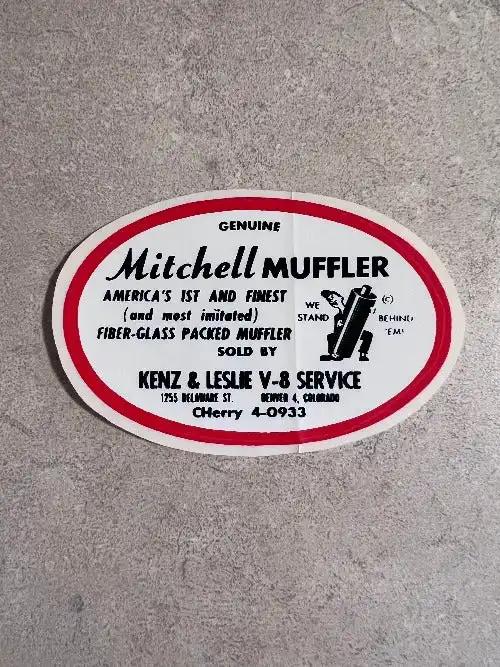 GENUINE
Mitchell MUFFLER
AMERICA'S 1ST AND FINEST
(and most imitated)
FIBER-GLASS PACKED MUFFLER
WE
STAND
(C)
BEHIND
'EM!
SOLD BY
KENZ & LESLIE V-8 SERVICE
1255 DELAWARE ST. DENVER 4, COLORADO
CHerry 4-0933